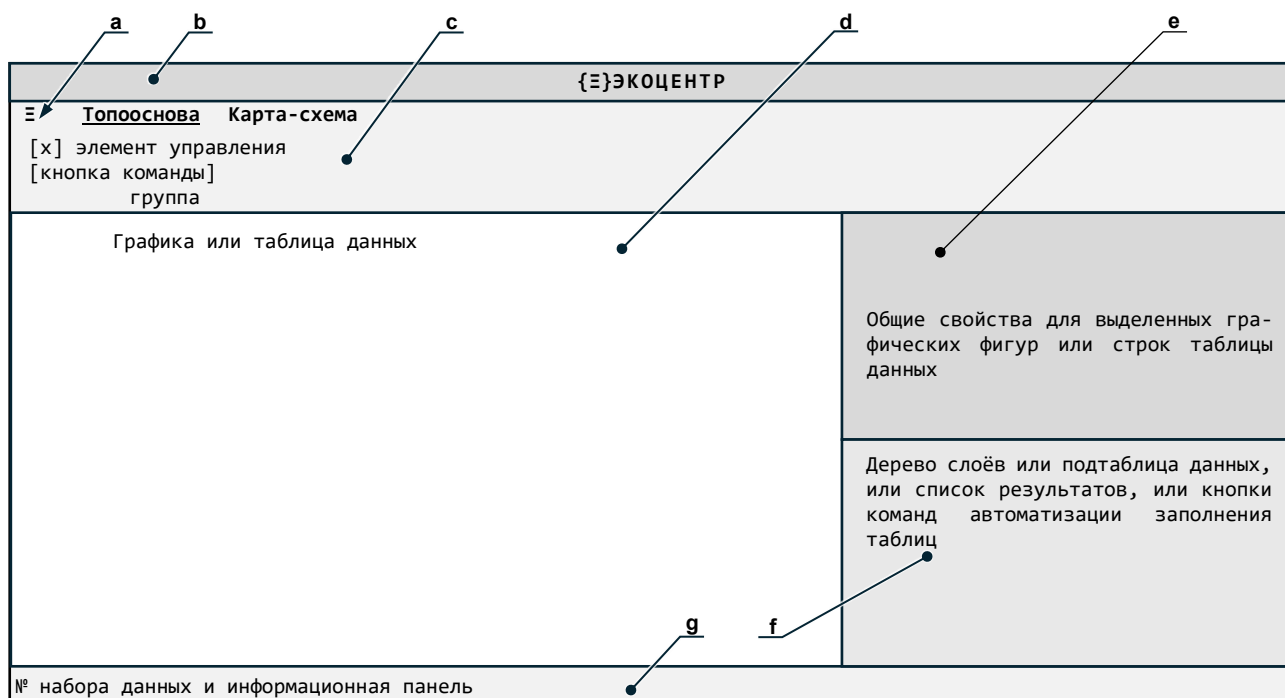 a b c d e
{Ξ}ЭКОЦЕНТР
Ξ Топооснова Карта-схема
[x] элемент управления
[кнопка команды]
группа
Графика или таблица данных
Общие свойства для выделенных гра-
фических фигур или строк таблицы
данных
Дерево слоёв или подтаблица данных,
или список результатов, или кнопки
команд автоматизации заполнения
таблиц
g f
№ набора данных и информационная панель